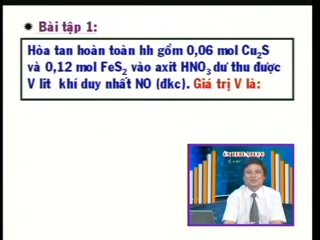 Bài tập 1:
Hòa tan hoàn toàn hh gồm 0,06 mol Cu₂S
và 0,12 mol FeS₂ vào axit HNO₃ dư thu được
V lit khí duy nhất NO (đkc). Giá trị V là: